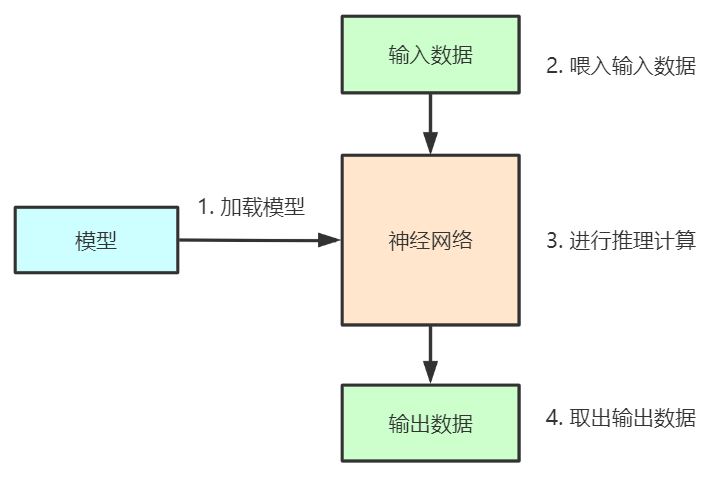 输入数据
2. 喂入输入数据
1. 加载模型
模型
神经网络
3. 进行推理计算
输出数据
4. 取出输出数据